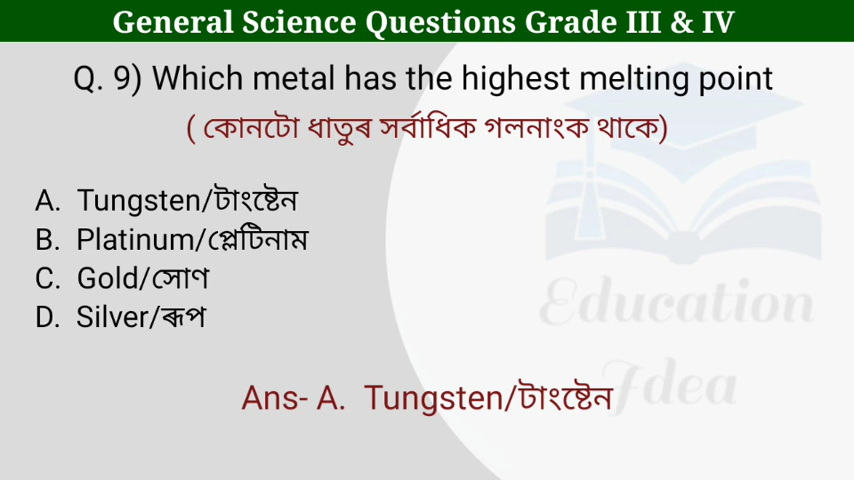 General Science Questions Grade III & IV
Q. 9) Which metal has the highest melting point
( কোনটো ধাতুৰ সৰ্বাধিক গলনাংক থাকে)
A. Tungsten/টাংষ্টেন
B. Platinum/প্লেটিনাম
C. Gold/সোণ
D. Silver/ৰূপ
Education
Idea
Ans- A. Tungsten/টাংষ্টেন